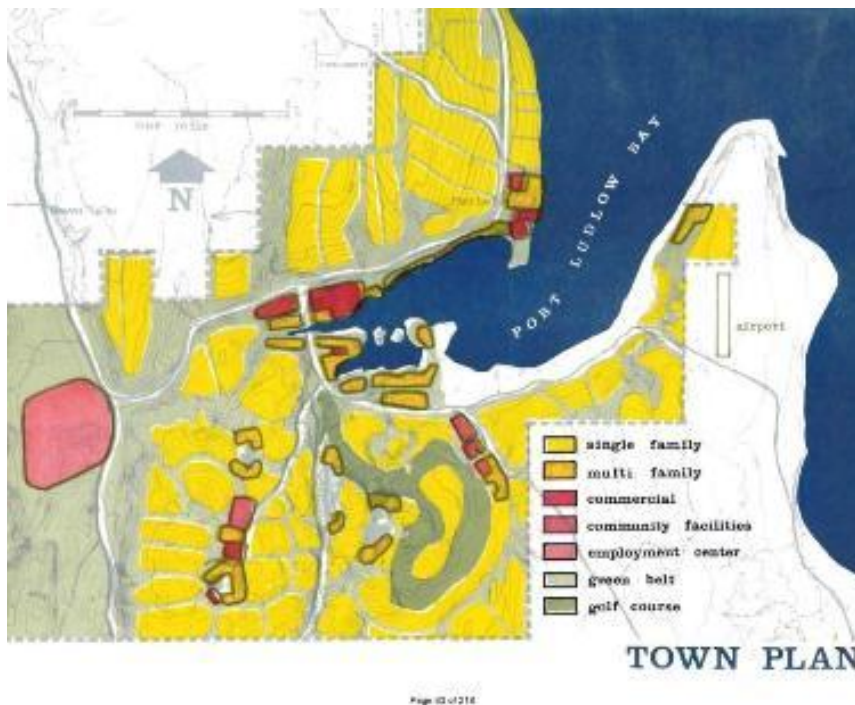 N
PORT LUDLOW BAY
airport
single family
multi family
commercial
community facilities
employment center
green belt
golf course
TOWN PLAN